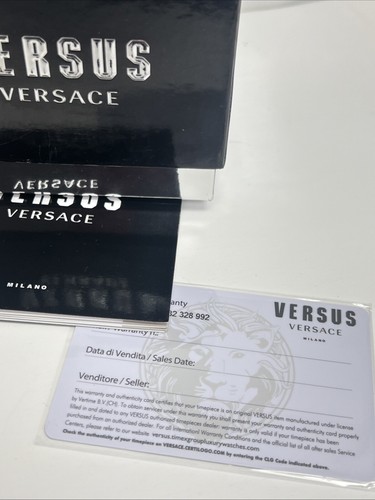 ERSUS
VERSACE
VERSACE
VERSUS
VERSACE
MILANO
anty
328 992
VERSUS
VERSACE
MILANO
Data di Vendita / Sales Date:
Venditore / Seller:
This warranty and authenticity card certifies that your timepiece is an original VERSUS item manufactured under license
by Vertime B.V.(CH). To obtain services under this warranty you shall present your warranty and authenticity card properly
filled in and dated to any VERSUS authorized timepieces dealer. warranty is only valid if your timepiece has been
purchased from an authorized dealer. For all International Warranty Conditions and the official list of all after sales Service
Centers, please refer to our website - versus.timexgroupluxurywatches.com
Check the authenticity of your timepiece on VERSACE.CERTILOGO.COM by entering the CLG Code indicated above.